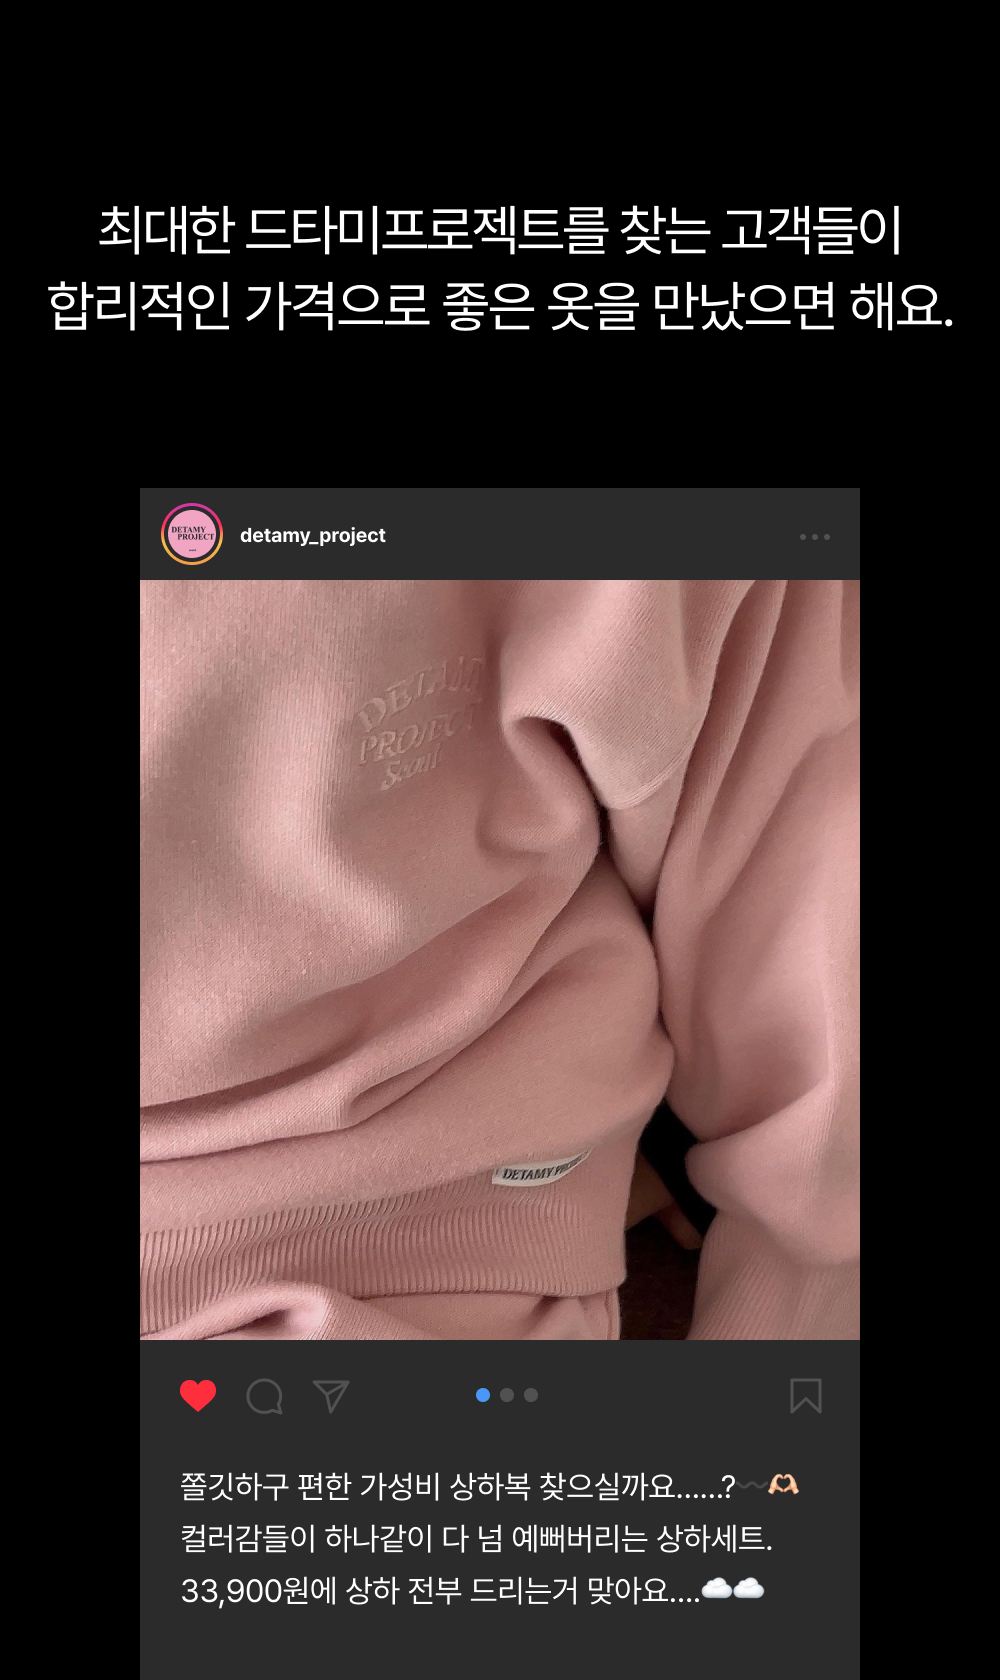 최대한 드타미프로젝트를 찾는 고객들이
합리적인 가격으로 좋은 옷을 만났으면 해요.
DETAMY
PROJECT
detamy_project
DETAMY
PROJECT
Seoul
DETAMY PROJECT
쫄깃하구 편한 가성비 상하복 찾으실까요......?〰️🫶🏻
컬러감들이 하나같이 다 넘 예뻐버리는 상하세트.
33,900원에 상하 전부 드리는거 맞아요....☁️☁️